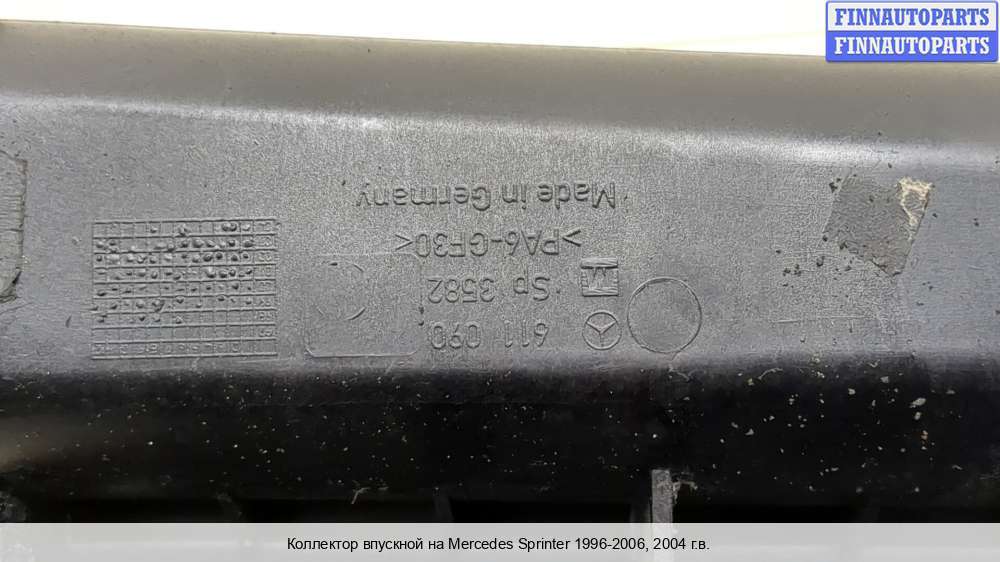 FINNAUTOPARTS
FINNAUTOPARTS
611 090
Sp 3582
>PA6-GF30<
Made in Germany
Коллектор впускной на Mercedes Sprinter 1996-2006, 2004 г.в.